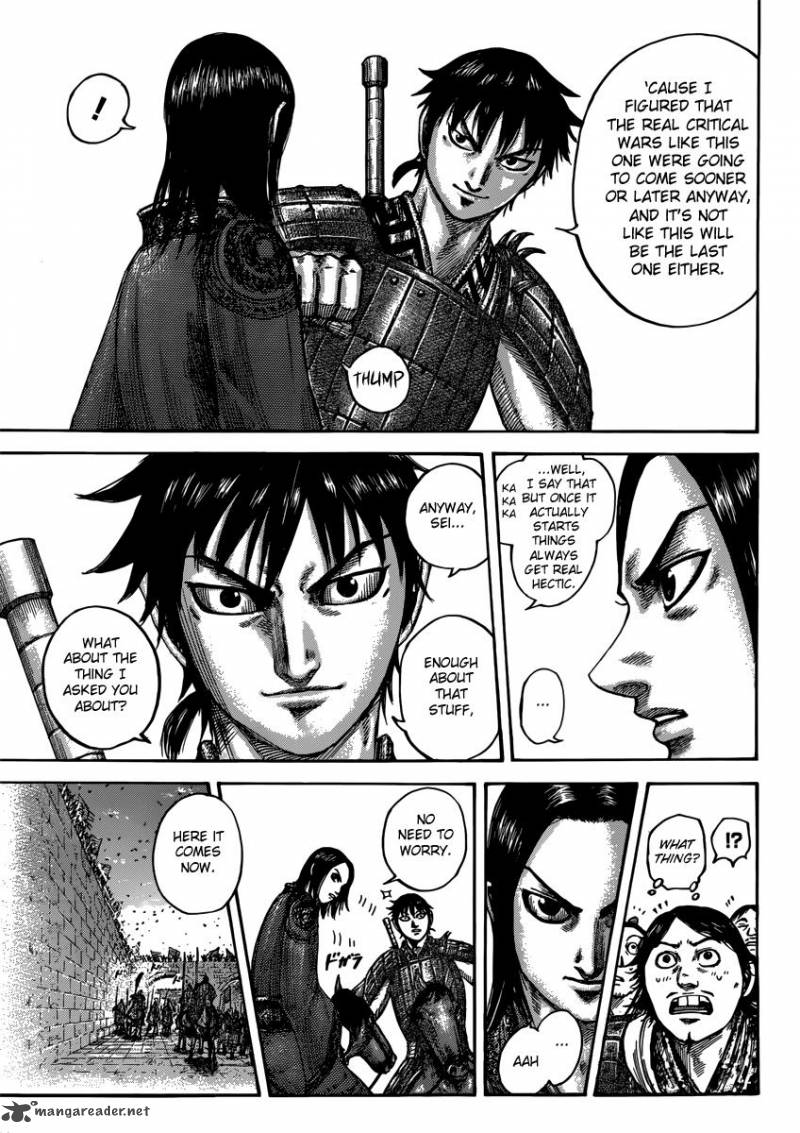 'CAUSE I
FIGURED THAT
THE REAL CRITICAL
WARS LIKE THIS
ONE WERE GOING
TO COME SOONER
OR LATER ANYWAY,
AND IT'S NOT
LIKE THIS WILL
BE THE LAST
ONE EITHER.
!
THUMP
...WELL,
I SAY THAT
BUT ONCE IT
ACTUALLY
STARTS
THINGS
ALWAYS
GET REAL
HECTIC.
KA
KA
KA
...
ANYWAY,
SEI...
ENOUGH
ABOUT
THAT
STUFF,
WHAT
ABOUT THE
THING I
ASKED YOU
ABOUT?
!?
WHAT
THING?
...
AAH
NO
NEED TO
WORRY.
ドガラ
HERE IT
COMES
NOW.
mangareader.net